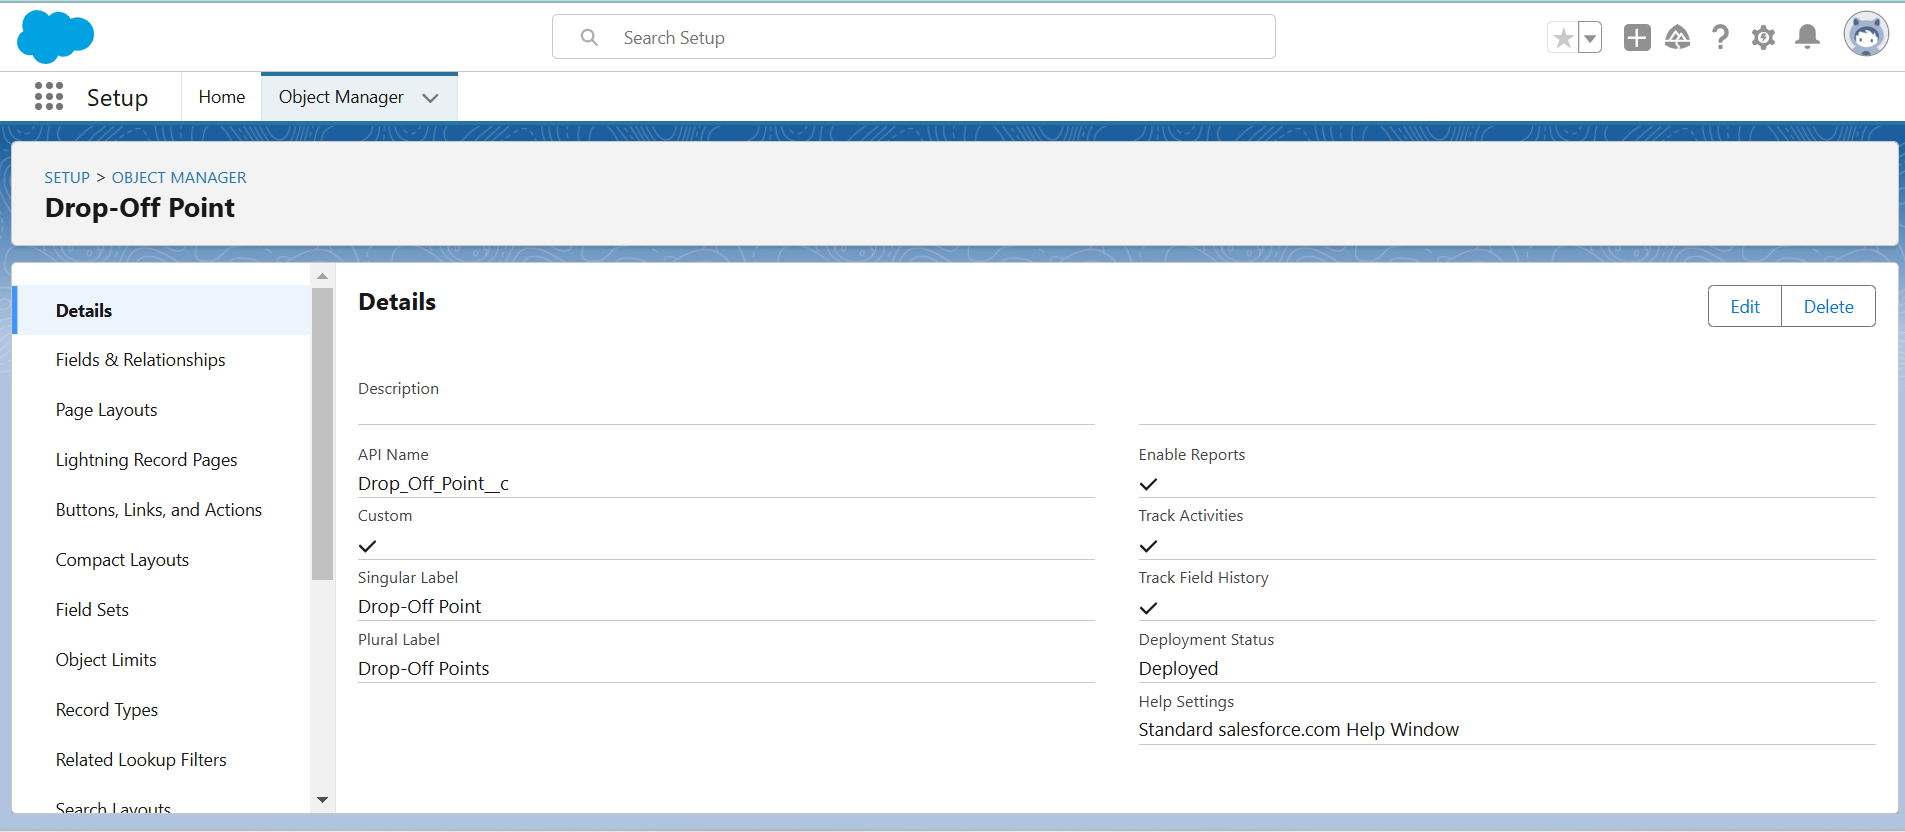 Search Setup
Setup
Home
Object Manager
SETUP > OBJECT MANAGER
Drop-Off Point
Details
Fields & Relationships
Page Layouts
Lightning Record Pages
Buttons, Links, and Actions
Compact Layouts
Field Sets
Object Limits
Record Types
Related Lookup Filters
Search Layouts
Details
Edit
Delete
Description
API Name
Drop_Off_Point__c
Custom
Singular Label
Drop-Off Point
Plural Label
Drop-Off Points
Enable Reports
Track Activities
Track Field History
Deployment Status
Deployed
Help Settings
Standard salesforce.com Help Window